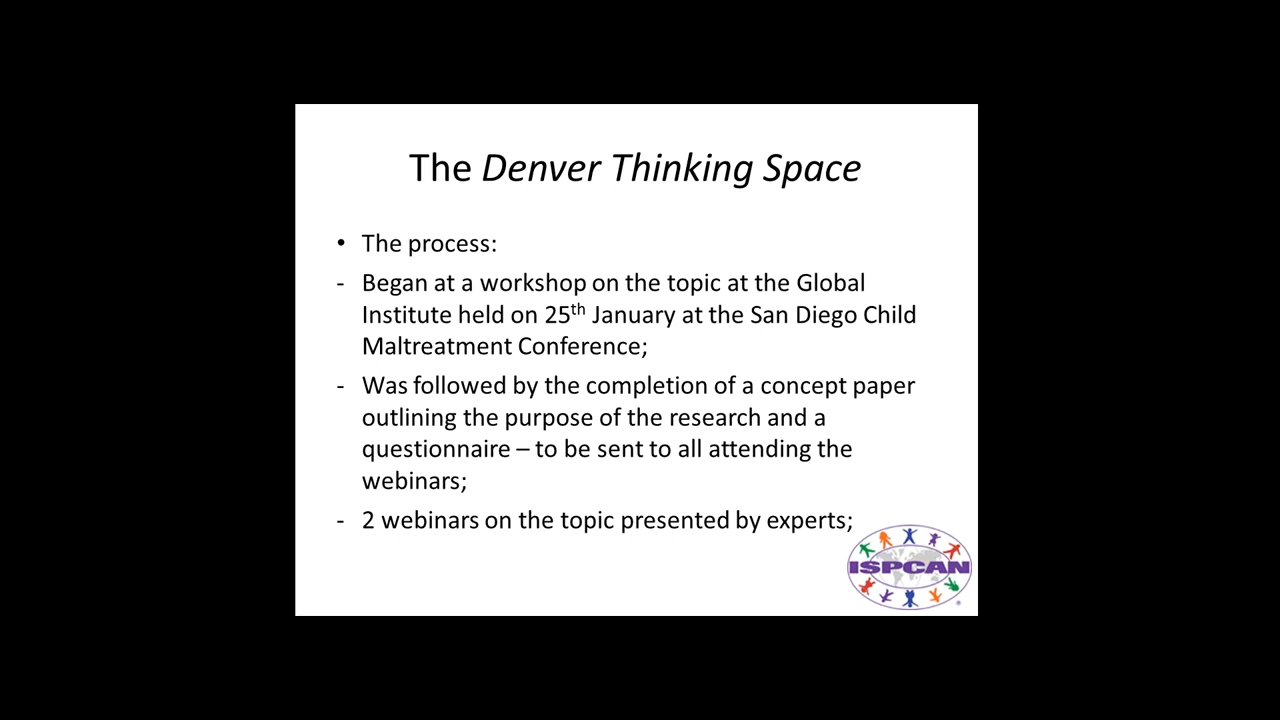 The Denver Thinking Space
• The process:
- Began at a workshop on the topic at the Global
Institute held on 25th January at the San Diego Child
Maltreatment Conference;
- Was followed by the completion of a concept paper
outlining the purpose of the research and a
questionnaire – to be sent to all attending the
webinars;
- 2 webinars on the topic presented by experts;
ISPCAN
®